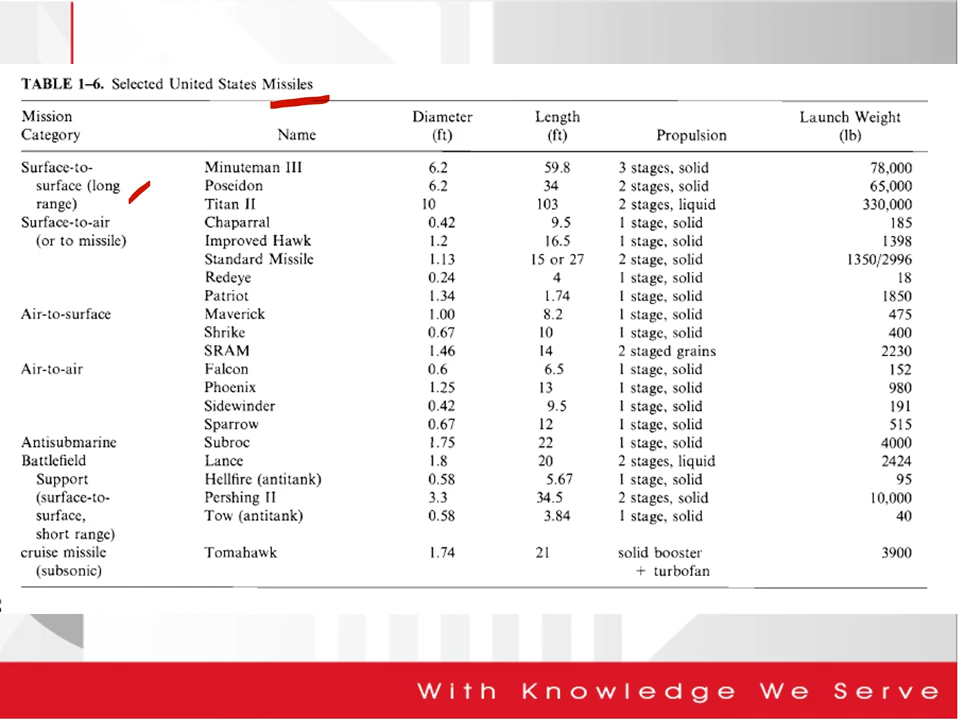 TABLE 1–6. Selected United States Missiles
Mission Category Name Diameter (ft) Length (ft) Propulsion Launch Weight (lb)
Surface-to- Minuteman III 6.2 59.8 3 stages, solid 78,000
surface (long Poseidon 6.2 34 2 stages, solid 65,000
range) Titan II 10 103 2 stages, liquid 330,000
Surface-to-air Chaparral 0.42 9.5 1 stage, solid 185
(or to missile) Improved Hawk 1.2 16.5 1 stage, solid 1398
Standard Missile 1.13 15 or 27 2 stage, solid 1350/2996
Redeye 0.24 4 1 stage, solid 18
Patriot 1.34 1.74 1 stage, solid 1850
Air-to-surface Maverick 1.00 8.2 1 stage, solid 475
Shrike 0.67 10 1 stage, solid 400
SRAM 1.46 14 2 staged grains 2230
Air-to-air Falcon 0.6 6.5 1 stage, solid 152
Phoenix 1.25 13 1 stage, solid 980
Sidewinder 0.42 9.5 1 stage, solid 191
Sparrow 0.67 12 1 stage, solid 515
Antisubmarine Subroc 1.75 22 1 stage, solid 4000
Battlefield Lance 1.8 20 2 stages, liquid 2424
Support Hellfire (antitank) 0.58 5.67 1 stage, solid 95
(surface-to- Pershing II 3.3 34.5 2 stages, solid 10,000
surface, Tow (antitank) 0.58 3.84 1 stage, solid 40
short range)
cruise missile Tomahawk 1.74 21 solid booster 3900
(subsonic) + turbofan
With Knowledge We Serve